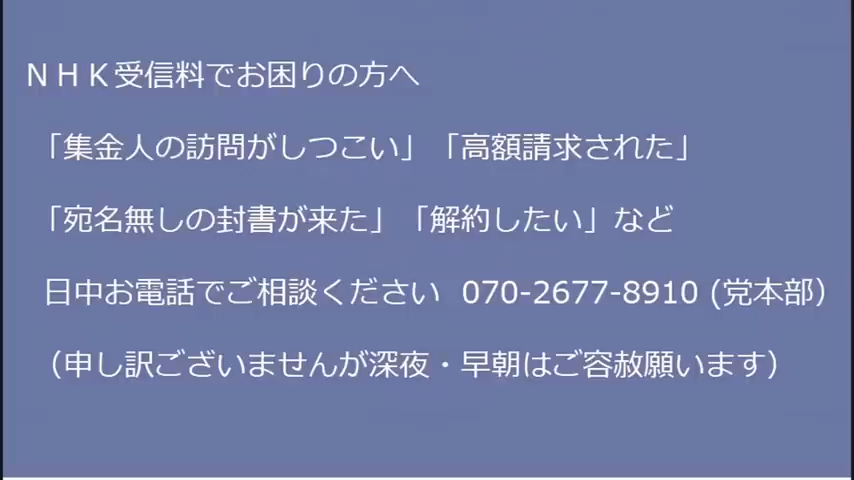 ＮＨＫ受信料でお困りの方へ
「集金人の訪問がしつこい」「高額請求された」
「宛名無しの封書が来た」「解約したい」など
日中お電話でご相談ください 070-2677-8910 (党本部）
（申し訳ございませんが深夜・早朝はご容赦願います）